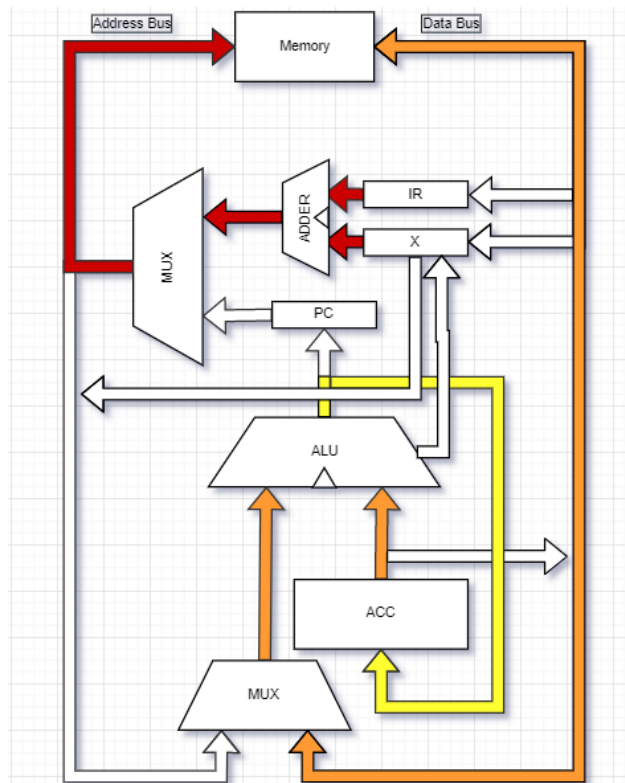 Address Bus
Data Bus
Memory
IR
ADDER
X
MUX
PC
ALU
ACC
MUX